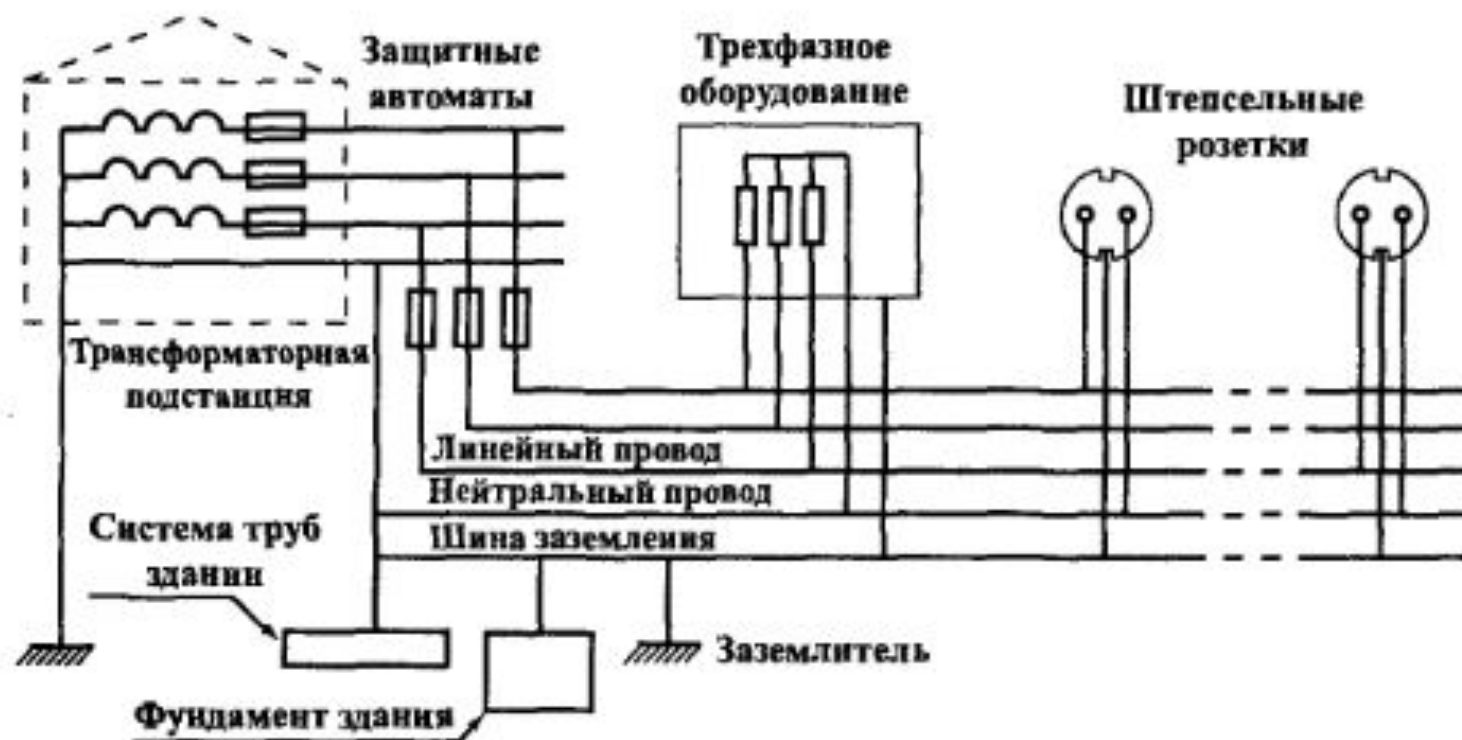 Защитные
автоматы
Трехфазное
оборудование
Штепсельные
розетки
Трансформаторная
подстанция
Линейный провод
Нейтральный провод
Шина заземления
Система труб
здании
Заземлитель
Фундамент здания